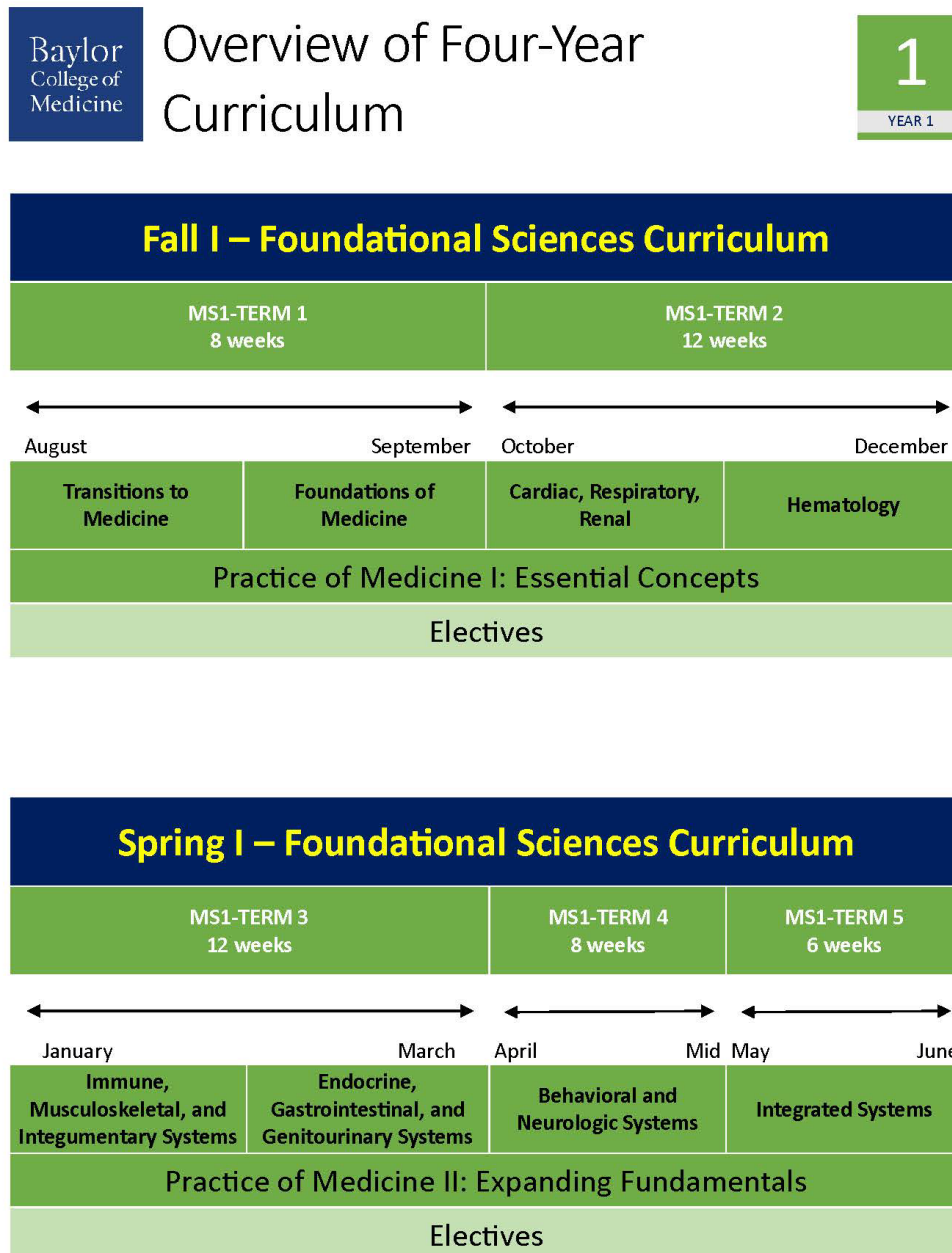 Baylor
College of
Medicine
Overview of Four-Year
Curriculum
1
YEAR 1
Fall I – Foundational Sciences Curriculum
MS1-TERM 1
8 weeks
MS1-TERM 2
12 weeks
August
September
October
December
Transitions to
Medicine
Foundations of
Medicine
Cardiac, Respiratory,
Renal
Hematology
Practice of Medicine I: Essential Concepts
Electives
Spring I – Foundational Sciences Curriculum
MS1-TERM 3
12 weeks
MS1-TERM 4
8 weeks
MS1-TERM 5
6 weeks
January
March
April
Mid May
June
Immune,
Musculoskeletal, and
Integumentary Systems
Endocrine,
Gastrointestinal, and
Genitourinary Systems
Behavioral and
Neurologic Systems
Integrated Systems
Practice of Medicine II: Expanding Fundamentals
Electives